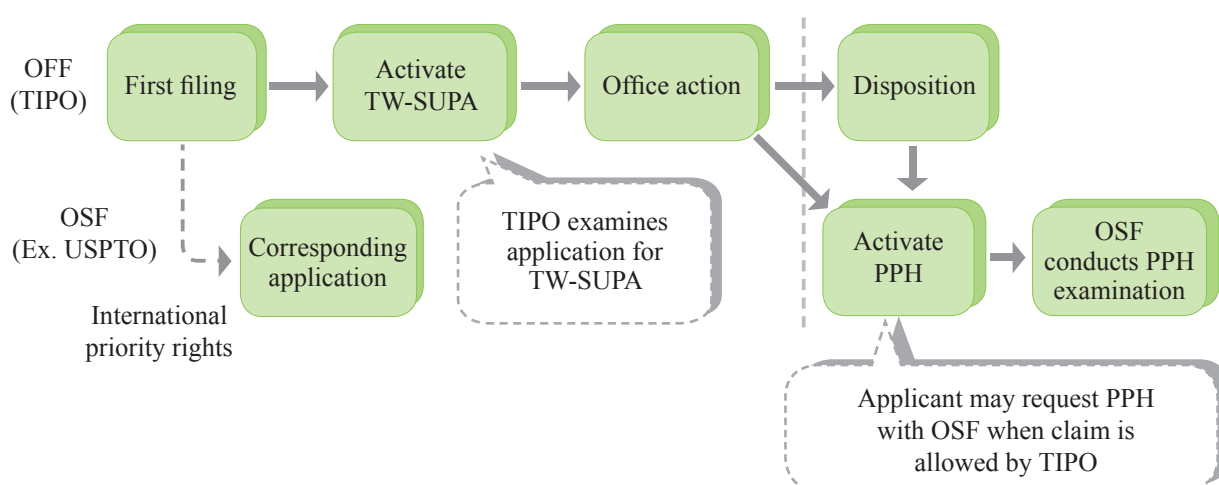 OFF
(TIPO)
First filing
Activate
TW-SUPA
Office action
Disposition
OSF
(Ex. USPTO)
Corresponding
application
International
priority rights
TIPO examines
application for
TW-SUPA
Activate
PPH
OSF
conducts PPH
examination
Applicant may request PPH
with OSF when claim is
allowed by TIPO